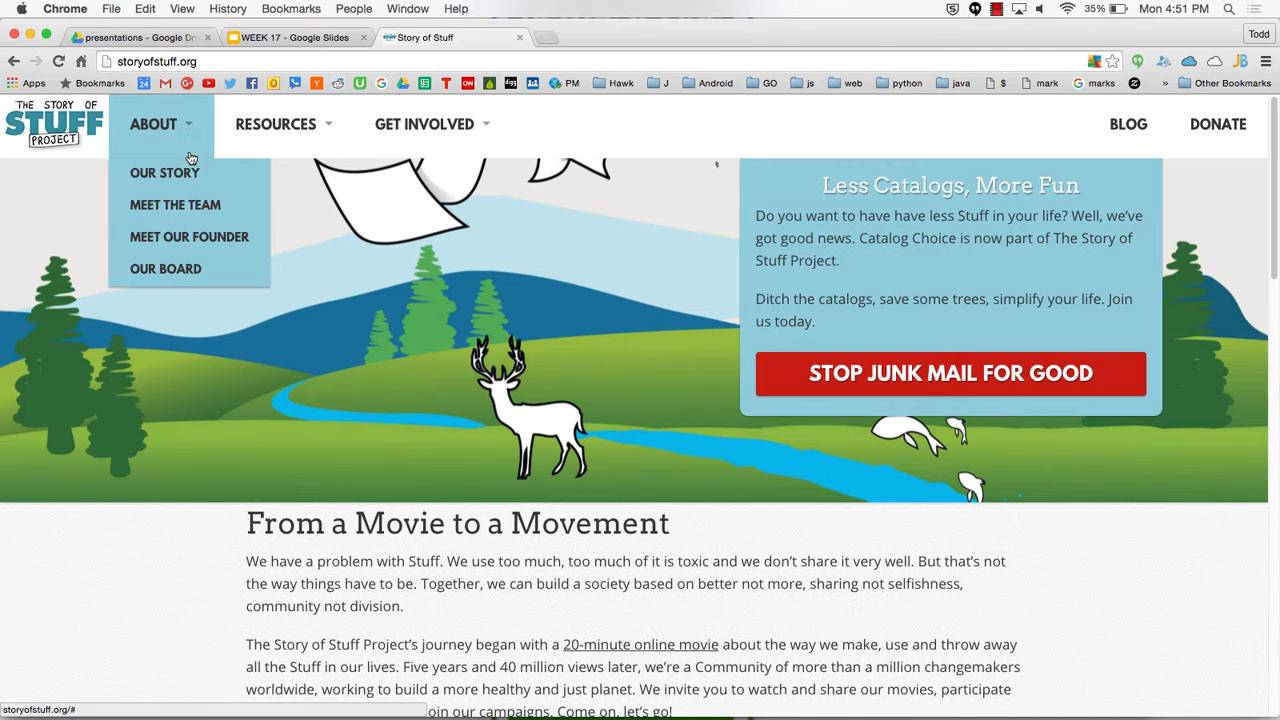 Chrome File Edit View History Bookmarks People Window Help 35% Mon 4:51 PM
presentations - Google Dri WEEK 17 - Google Slides Story of Stuff Todd
storyofstuff.org
Apps Bookmarks 24 PM Hawk J Android GO js web python java $ mark marks » Other Bookmarks
THE STORY OF
STUFF
PROJECT
ABOUT RESOURCES GET INVOLVED BLOG DONATE
OUR STORY
MEET THE TEAM
MEET OUR FOUNDER
OUR BOARD
Less Catalogs, More Fun
Do you want to have have less Stuff in your life? Well, we've
got good news. Catalog Choice is now part of The Story of
Stuff Project.
Ditch the catalogs, save some trees, simplify your life. Join
us today.
STOP JUNK MAIL FOR GOOD
From a Movie to a Movement
We have a problem with Stuff. We use too much, too much of it is toxic and we don't share it very well. But that's not
the way things have to be. Together, we can build a society based on better not more, sharing not selfishness,
community not division.
The Story of Stuff Project's journey began with a 20-minute online movie about the way we make, use and throw away
all the Stuff in our lives. Five years and 40 million views later, we're a Community of more than a million changemakers
worldwide, working to build a more healthy and just planet. We invite you to watch and share our movies, participate
oin our campaigns. Come on, let's go!
storyofstuff.org/#